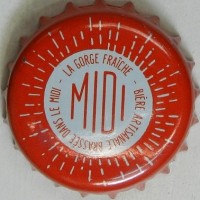 LA GORGE FRAÎCHE - BIÈRE ARTISANALE BRASSÉE DANS LE MIDI -
MIDI